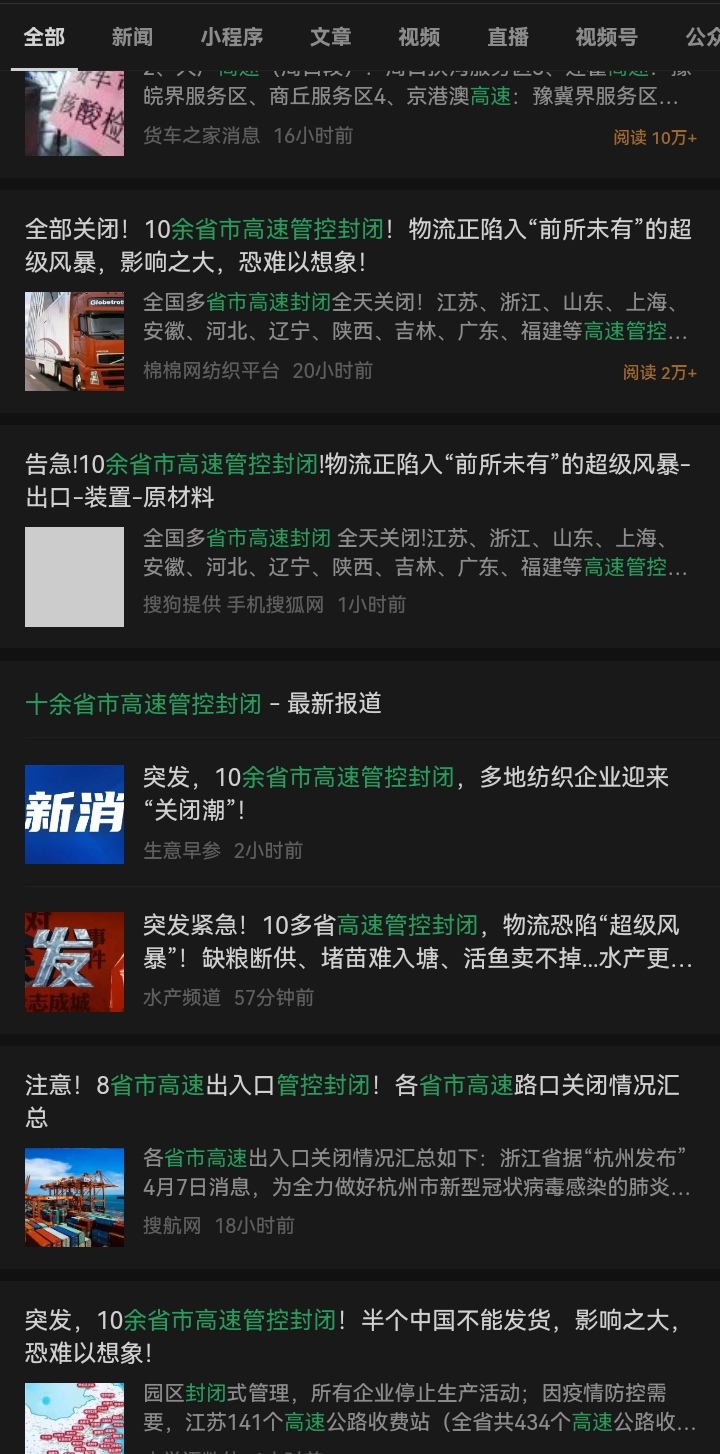 全部 新闻 小程序 文章 视频 直播 视频号 公众
皖界服务区、商丘服务区4、京港澳高速：豫冀界服务区...
核酸检
货车之家消息 16小时前 阅读 10万+
全部关闭！10余省市高速管控封闭！物流正陷入“前所未有”的超
级风暴，影响之大，恐难以想象！
全国多省市高速封闭全天关闭！江苏、浙江、山东、上海、
安徽、河北、辽宁、陕西、吉林、广东、福建等高速管控...
Globetrott
棉棉网纺织平台 20小时前 阅读 2万+
告急!10余省市高速管控封闭!物流正陷入“前所未有”的超级风暴-
出口-装置-原材料
全国多省市高速封闭 全天关闭!江苏、浙江、山东、上海、
安徽、河北、辽宁、陕西、吉林、广东、福建等高速管控...
搜狗提供 手机搜狐网 1小时前
十余省市高速管控封闭 - 最新报道
突发，10余省市高速管控封闭，多地纺织企业迎来
“关闭潮”！
新消
生意早参 2小时前
突发紧急！10多省高速管控封闭，物流恐陷“超级风
暴”！缺粮断供、堵苗难入塘、活鱼卖不掉...水产更...
发
志成城
水产频道 57分钟前
注意！8省市高速出入口管控封闭！各省市高速路口关闭情况汇
总
各省市高速出入口关闭情况汇总如下：浙江省据“杭州发布”
4月7日消息，为全力做好杭州市新型冠状病毒感染的肺炎...
搜航网 18小时前
突发，10余省市高速管控封闭！半个中国不能发货，影响之大，
恐难以想象！
园区封闭式管理，所有企业停止生产活动；因疫情防控需
要，江苏141个高速公路收费站（全省共434个高速公路收...